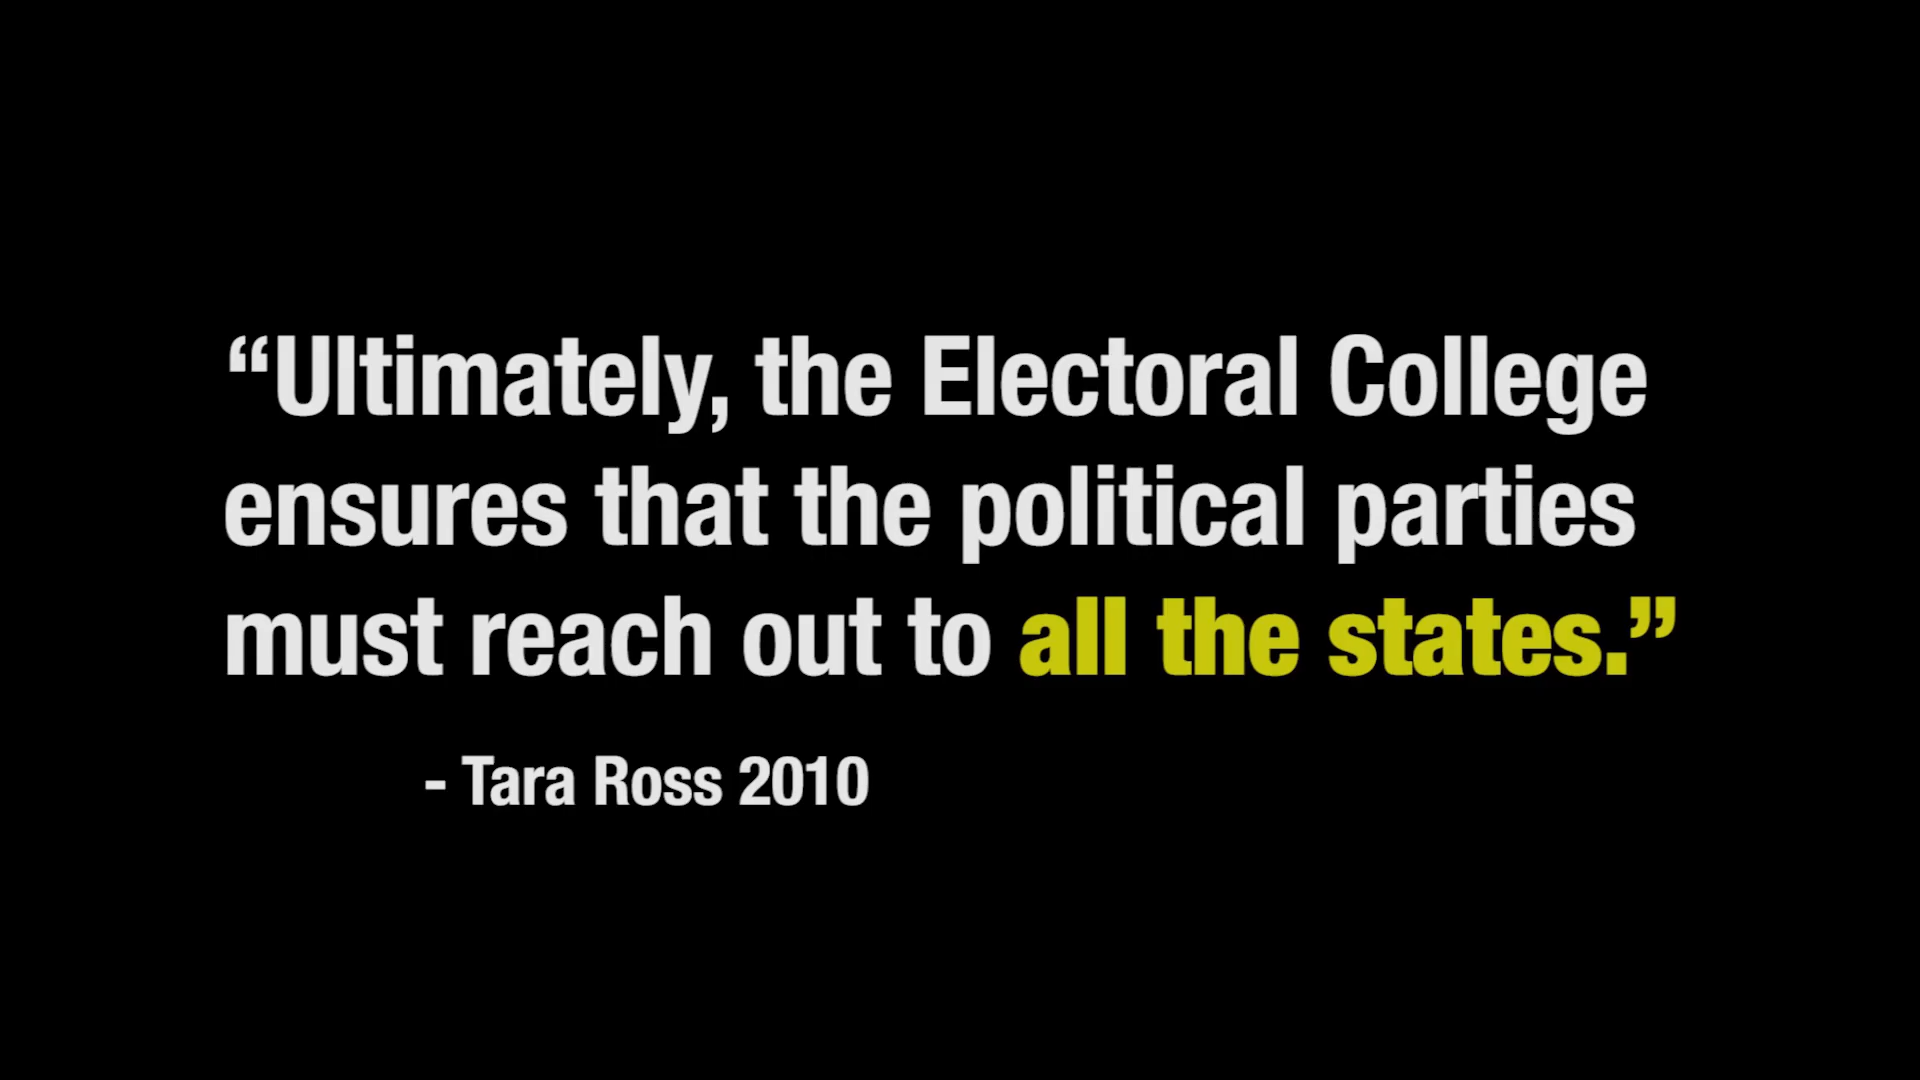 “Ultimately, the Electoral College
ensures that the political parties
must reach out to all the states.”
- Tara Ross 2010